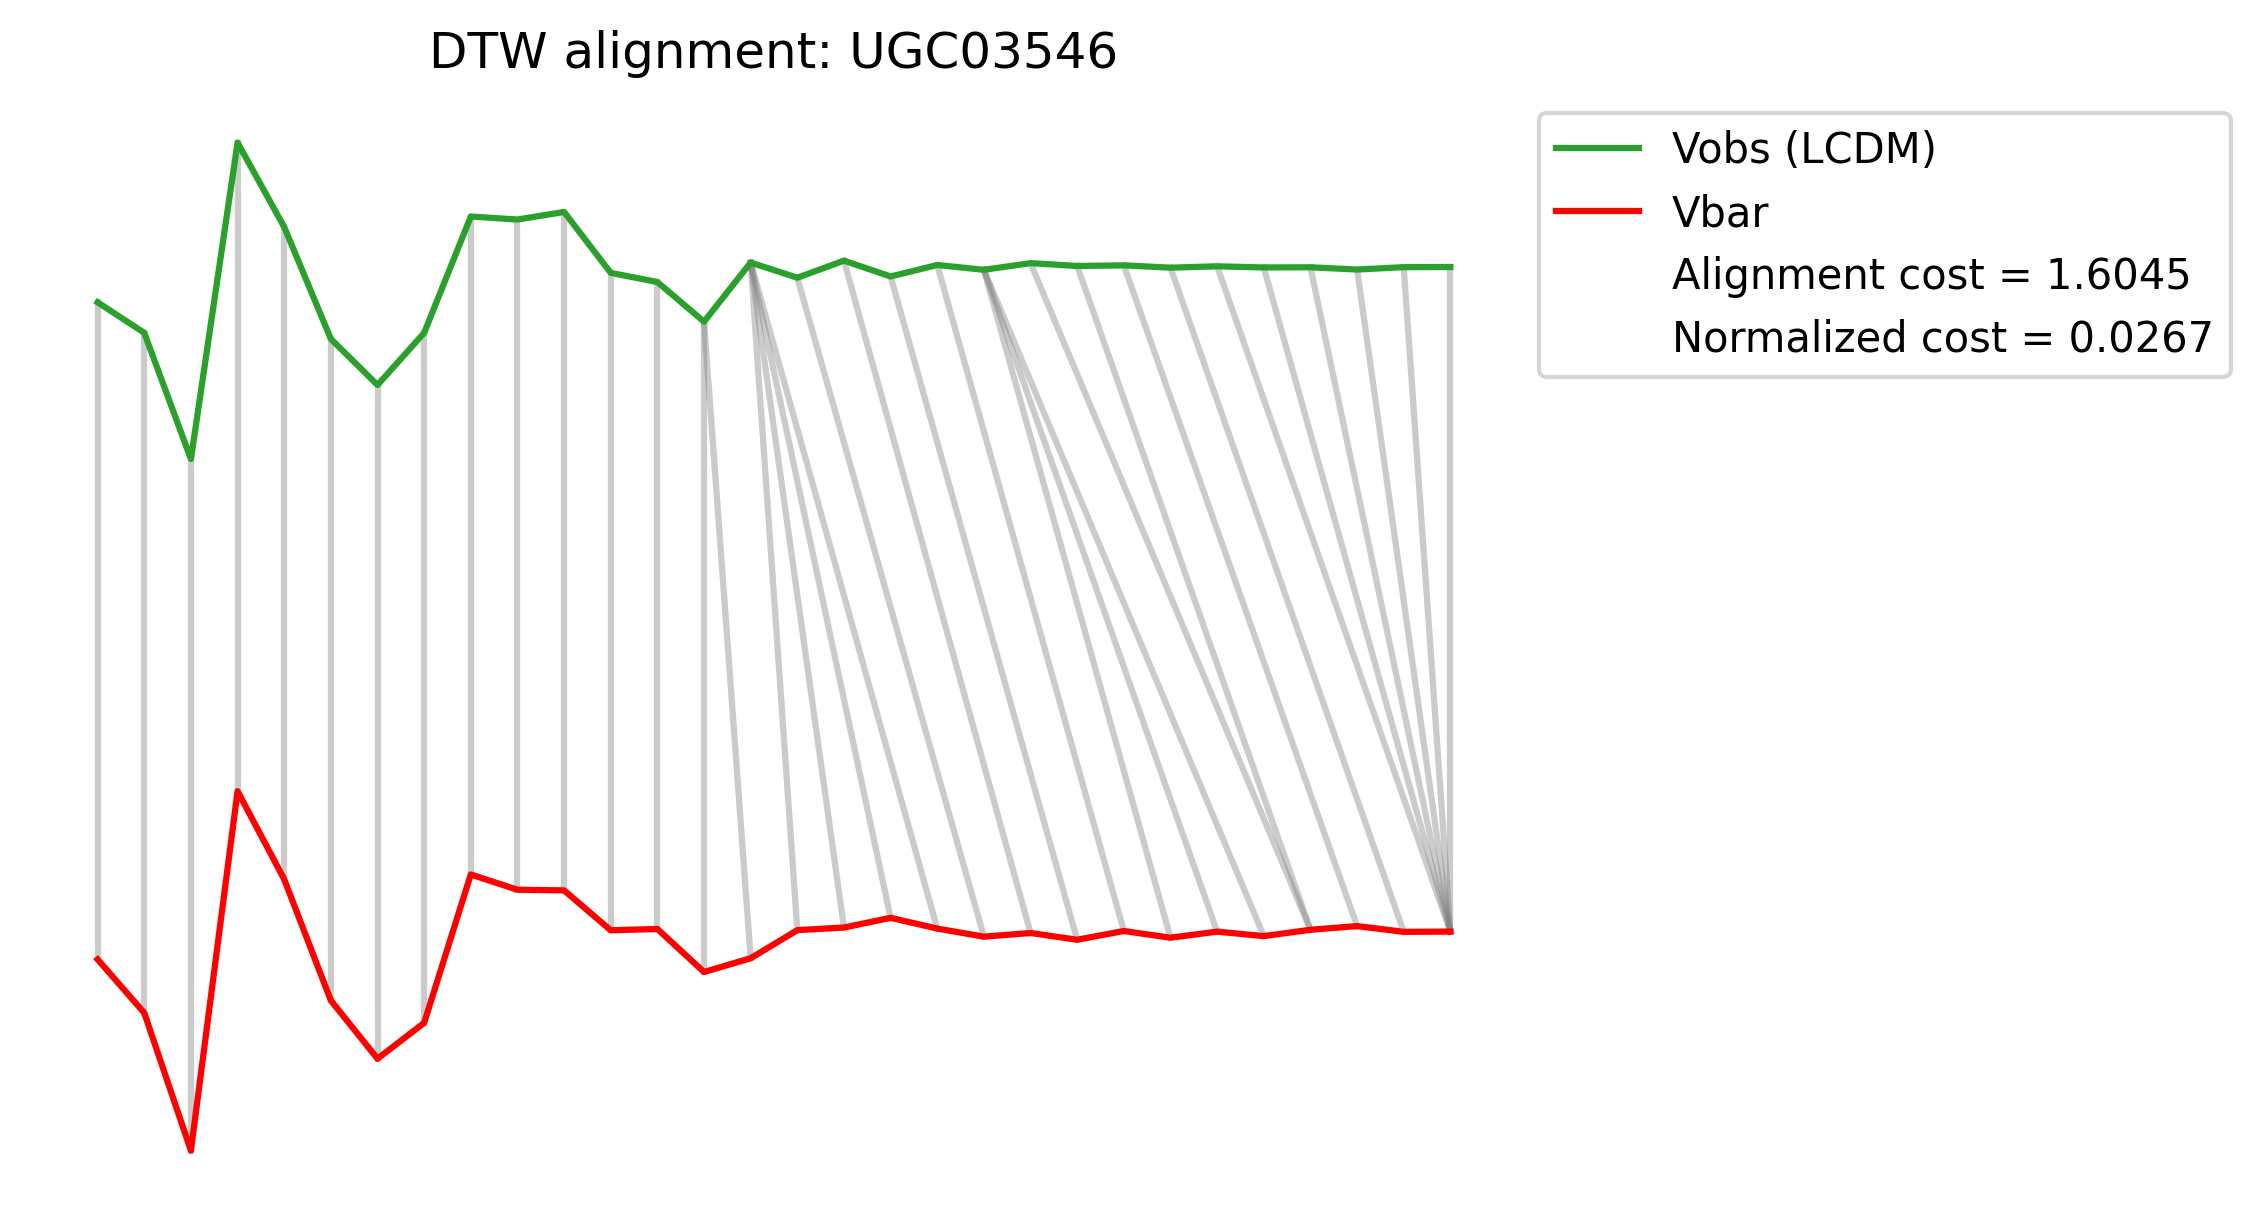 DTW alignment: UGC03546
Vobs (LCDM)
Vbar
Alignment cost = 1.6045
Normalized cost = 0.0267